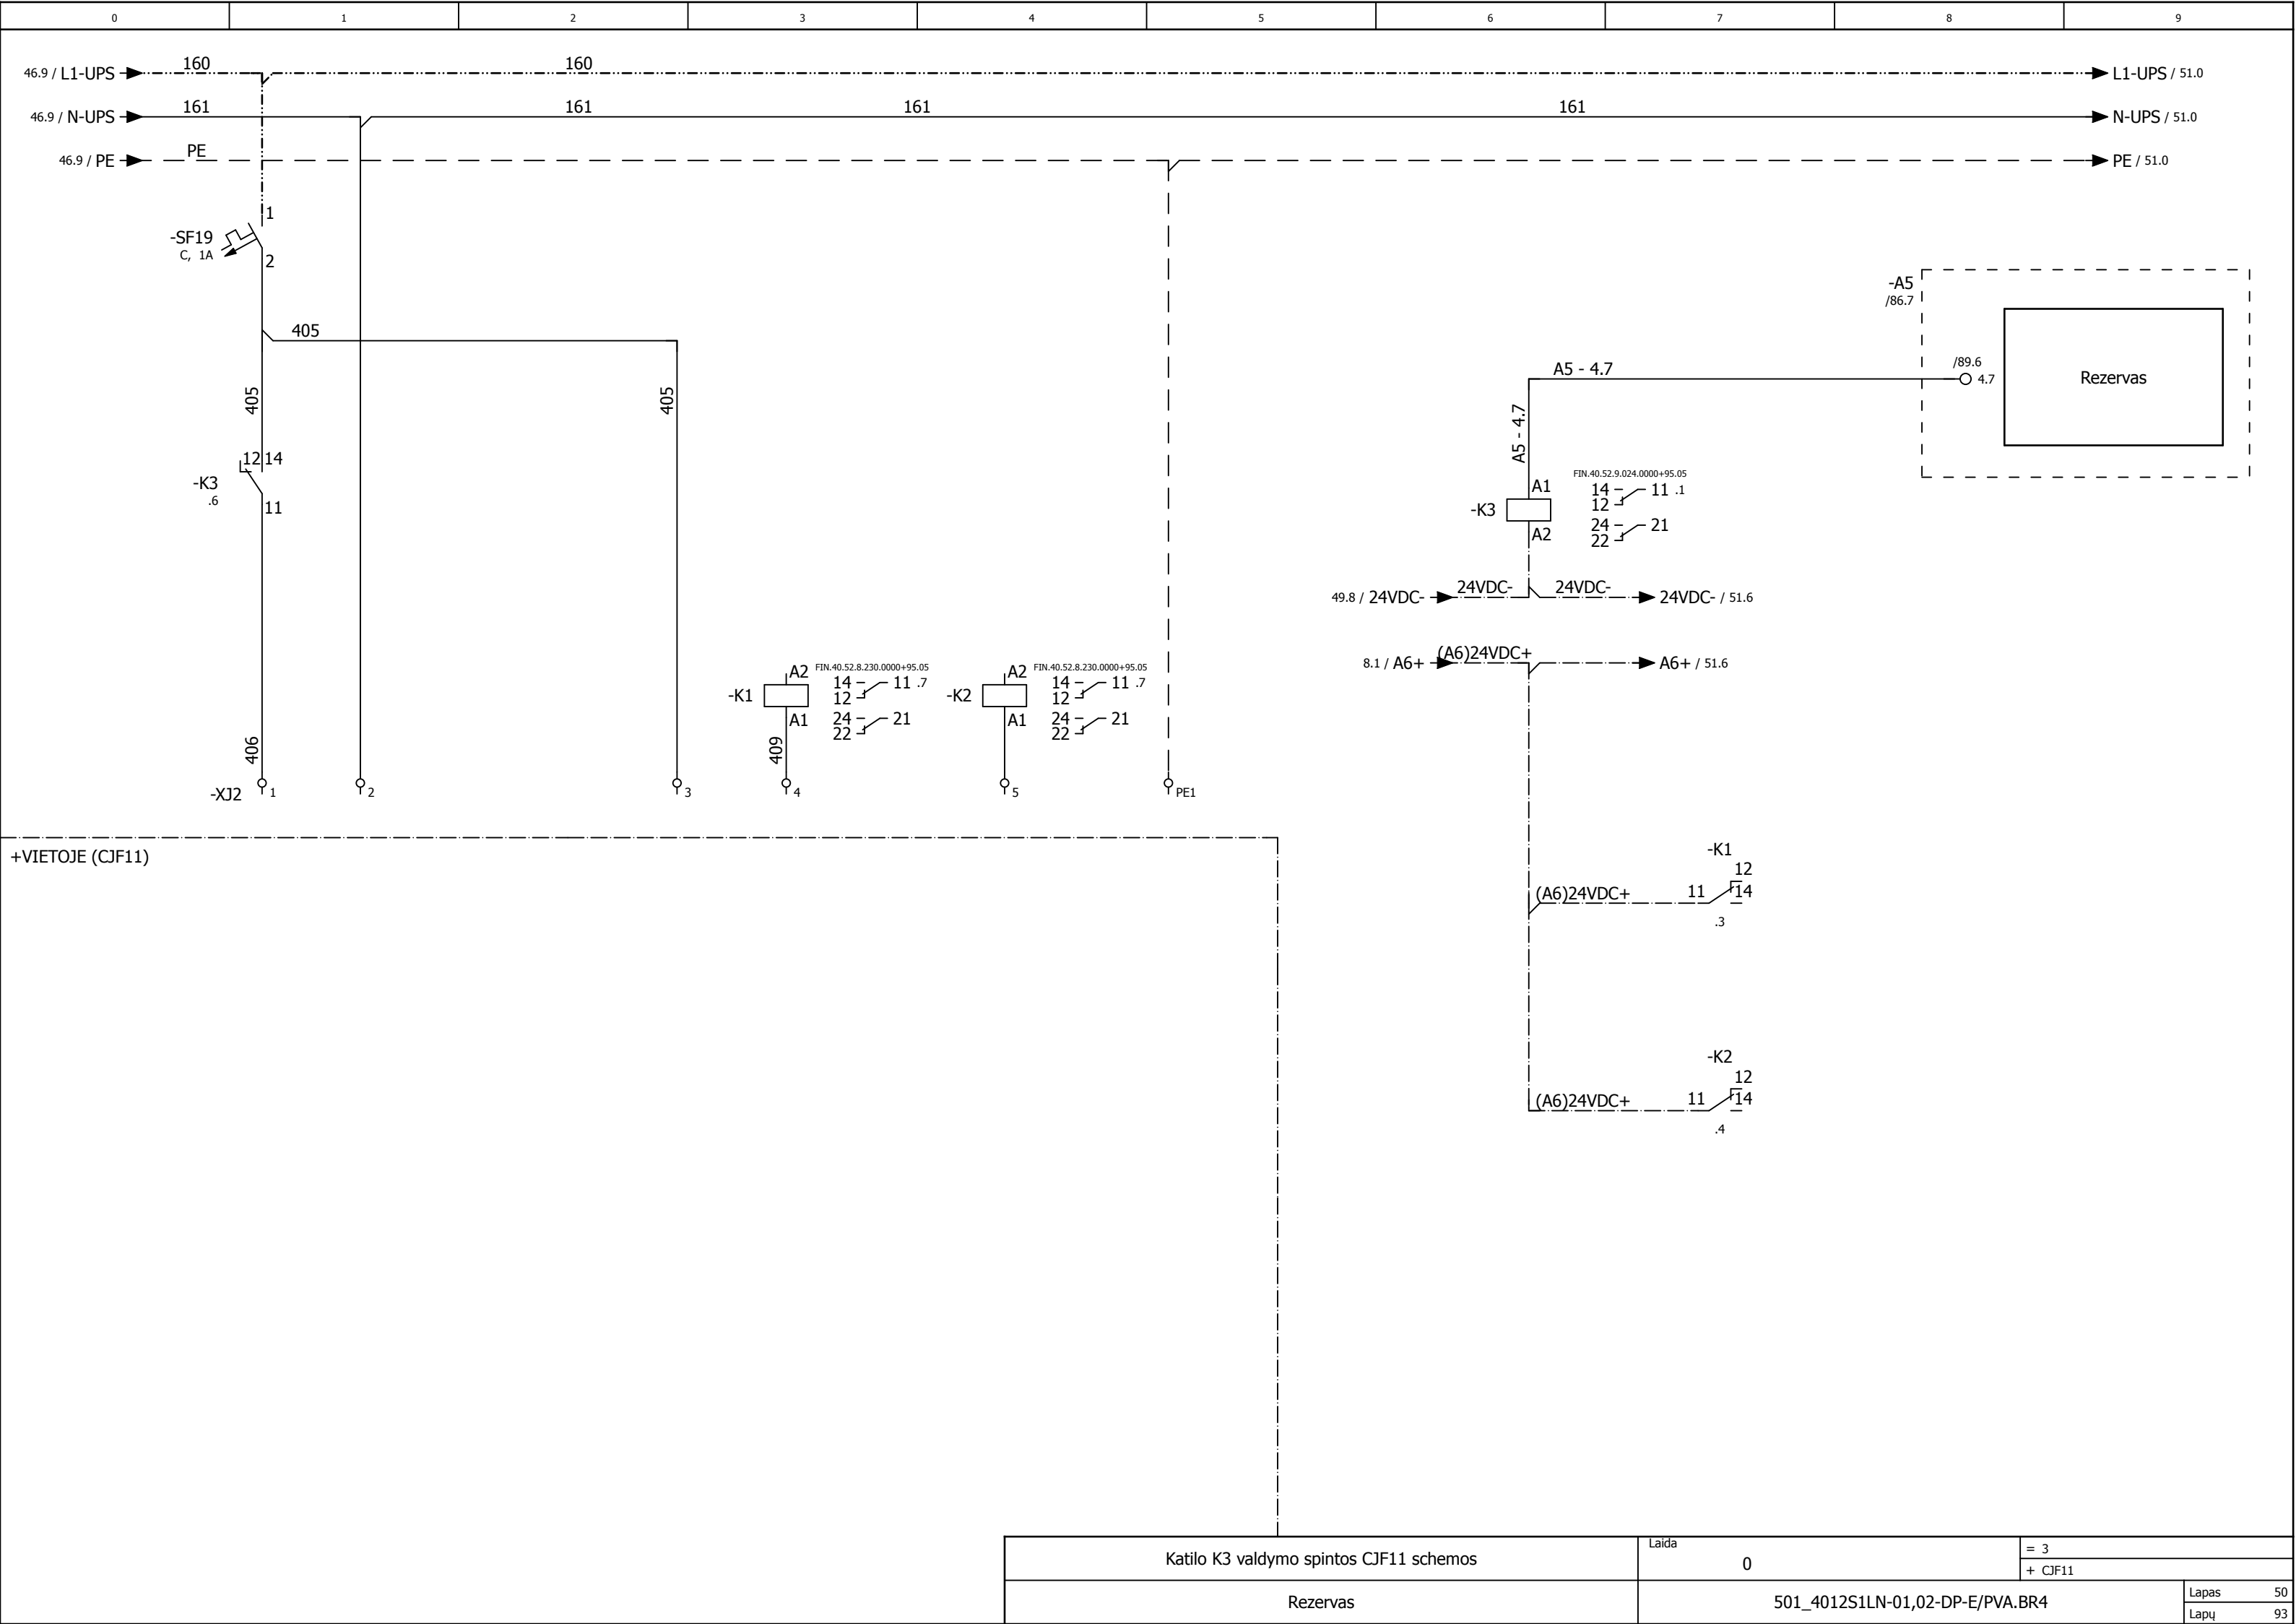 0 1 2 3 4 5 6 7 8 9
46.9 / L1-UPS 160 160 L1-UPS / 51.0
46.9 / N-UPS 161 161 161 161 N-UPS / 51.0
46.9 / PE PE PE / 51.0
1
-SF19
C, 1A
2
-A5
/86.7
405
/89.6
A5 - 4.7
4.7
Rezervas
405
405
A5 - 4.7
12 14
-K3
.6
11
FIN.40.52.9.024.0000+95.05
A1
14 11 .1
12
-K3
24 21
A2
22
49.8 / 24VDC- 24VDC- 24VDC- 24VDC- / 51.6
8.1 / A6+ (A6)24VDC+ A6+ / 51.6
A2 FIN.40.52.8.230.0000+95.05
14 11 .7
12
-K1
A1 24 21
22
409
A2 FIN.40.52.8.230.0000+95.05
14 11 .7
12
-K2
A1 24 21
22
406
-XJ2 1 2 3 4 5 PE1
+VIETOJE (CJF11)
-K1
12
(A6)24VDC+ 11 14
.3
-K2
12
(A6)24VDC+ 11 14
.4
Katilo K3 valdymo spintos CJF11 schemos
Laida
0
= 3
+ CJF11
Rezervas
501_4012S1LN-01,02-DP-E/PVA.BR4
Lapas 50
Lapų 93